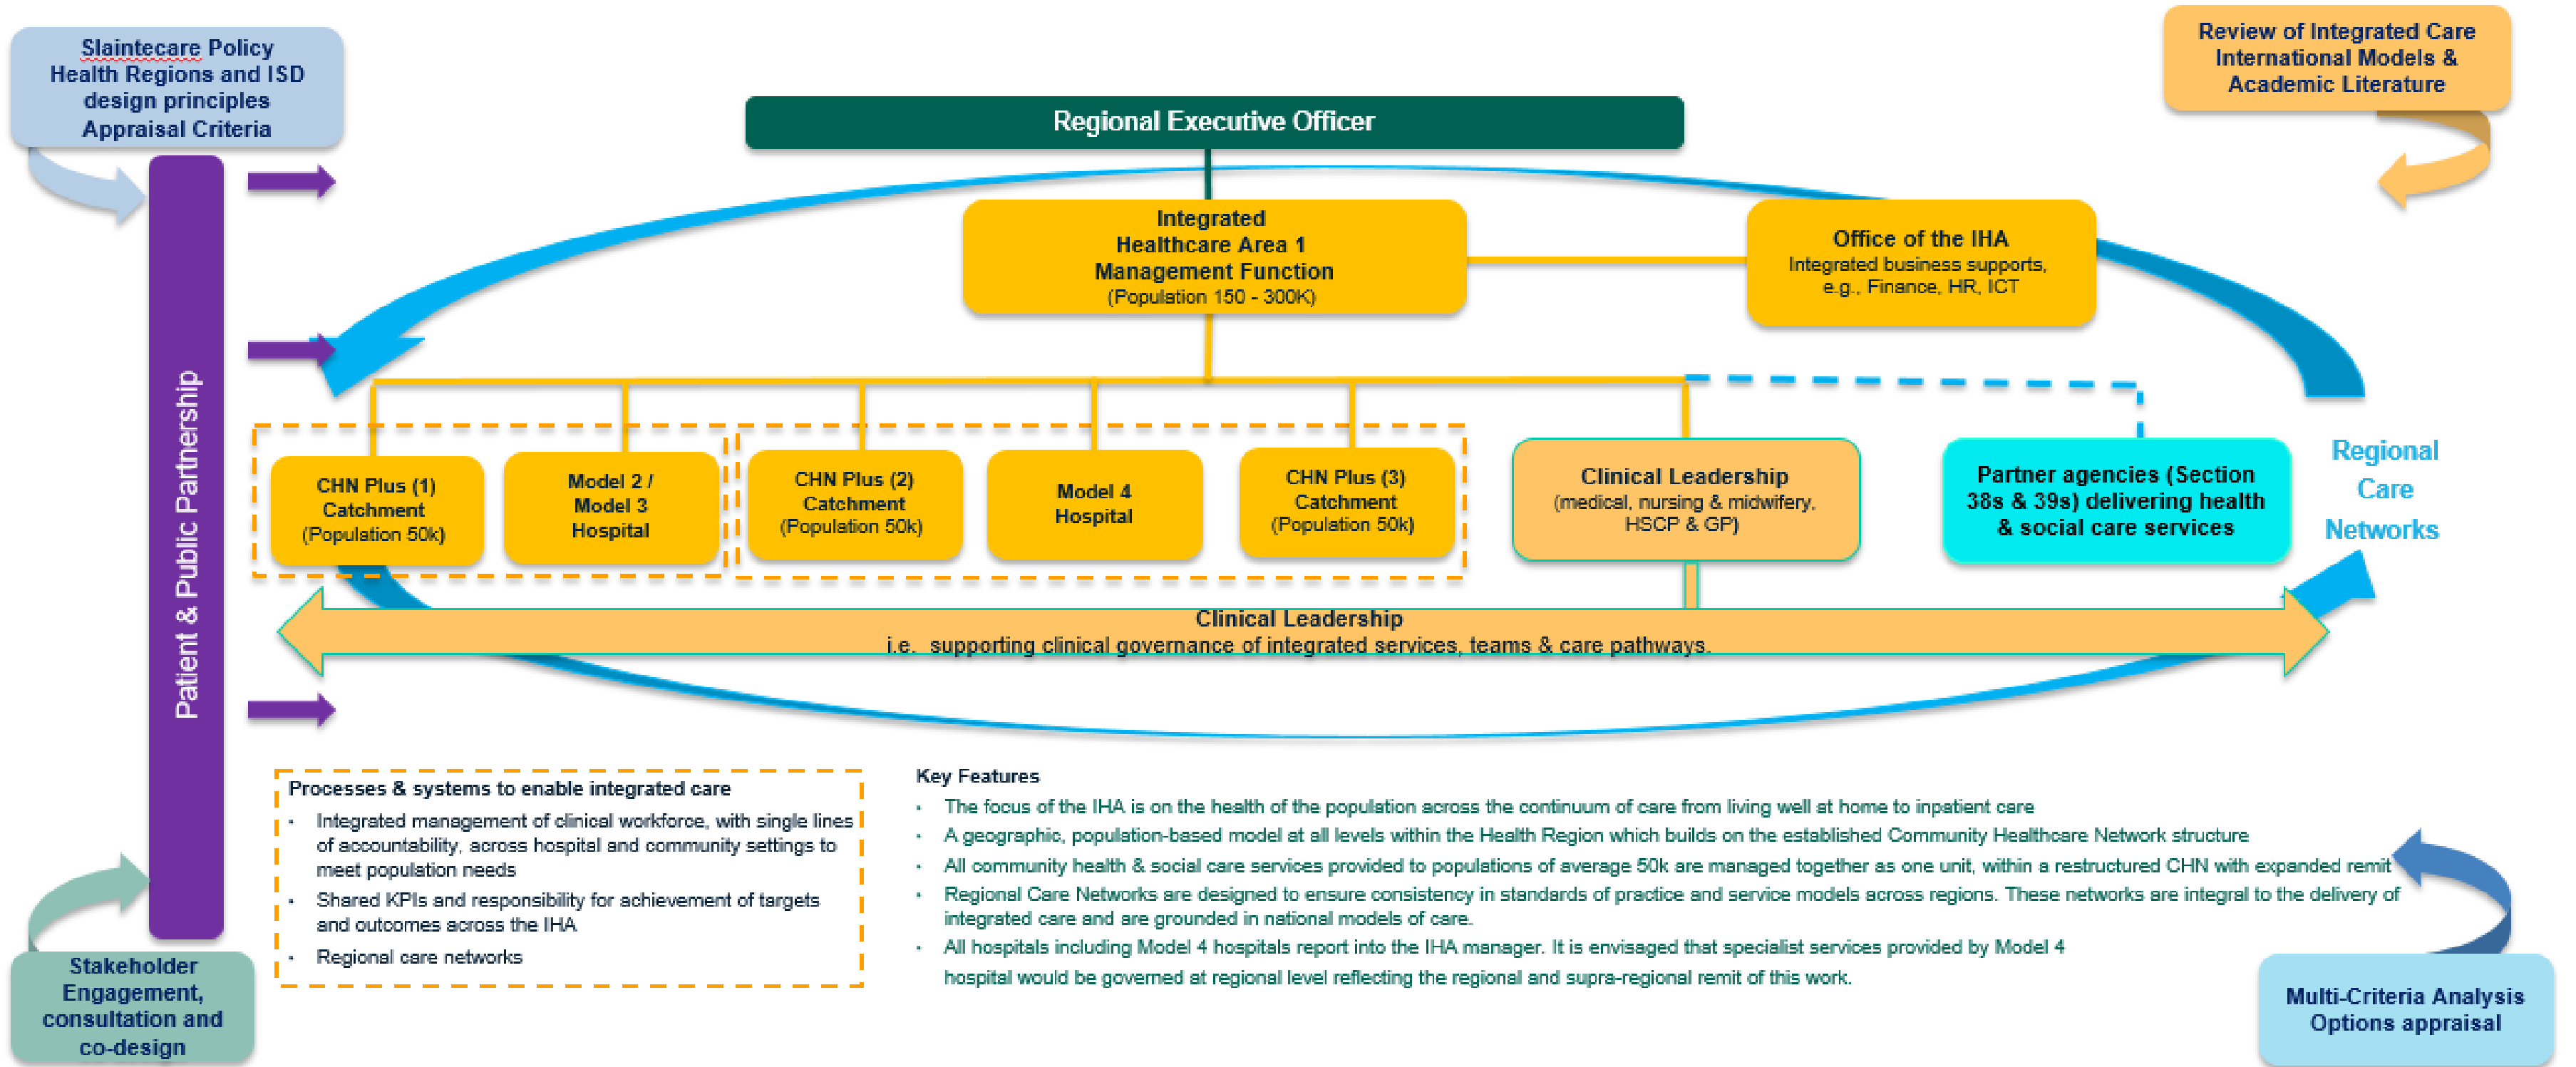 Slaintecare Policy
Health Regions and ISD
design principles
Appraisal Criteria
Review of Integrated Care
International Models &
Academic Literature
Regional Executive Officer
Integrated
Healthcare Area 1
Management Function
(Population 150 - 300K)
Office of the IHA
Integrated business supports,
e.g., Finance, HR, ICT
Patient & Public Partnership
CHN Plus (1)
Catchment
(Population 50k)
Model 2 /
Model 3
Hospital
CHN Plus (2)
Catchment
(Population 50k)
Model 4
Hospital
CHN Plus (3)
Catchment
(Population 50k)
Clinical Leadership
(medical, nursing & midwifery,
HSCP & GP)
Partner agencies (Section
38s & 39s) delivering health
& social care services
Regional
Care
Networks
Clinical Leadership
i.e. supporting clinical governance of integrated services, teams & care pathways.
Processes & systems to enable integrated care
• Integrated management of clinical workforce, with single lines
of accountability, across hospital and community settings to
meet population needs
• Shared KPIs and responsibility for achievement of targets
and outcomes across the IHA
• Regional care networks
Key Features
• The focus of the IHA is on the health of the population across the continuum of care from living well at home to inpatient care
• A geographic, population-based model at all levels within the Health Region which builds on the established Community Healthcare Network structure
• All community health & social care services provided to populations of average 50k are managed together as one unit, within a restructured CHN with expanded remit
• Regional Care Networks are designed to ensure consistency in standards of practice and service models across regions. These networks are integral to the delivery of
integrated care and are grounded in national models of care.
• All hospitals including Model 4 hospitals report into the IHA manager. It is envisaged that specialist services provided by Model 4
hospital would be governed at regional level reflecting the regional and supra-regional remit of this work.
Stakeholder
Engagement,
consultation and
co-design
Multi-Criteria Analysis
Options appraisal